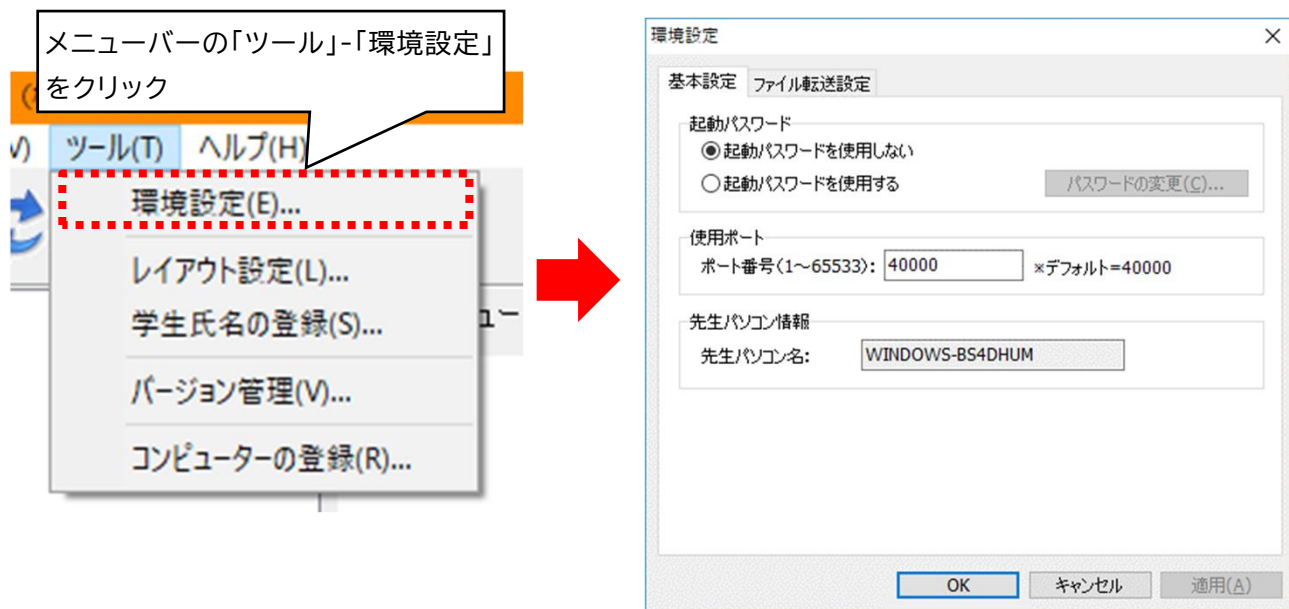 メニューバーの「ツール」-「環境設定」
をクリック
ツール(T) ヘルプ(H)
環境設定(E)...
レイアウト設定(L)...
学生氏名の登録(S)...
バージョン管理(V)...
コンピューターの登録(R)...
環境設定
基本設定 ファイル転送設定
起動パスワード
起動パスワードを使用しない
起動パスワードを使用する パスワードの変更(C)...
使用ポート
ポート番号(1～65533): 40000 ※デフォルト=40000
先生パソコン情報
先生パソコン名: WINDOWS-BS4DHUM
OK キャンセル 適用(A)